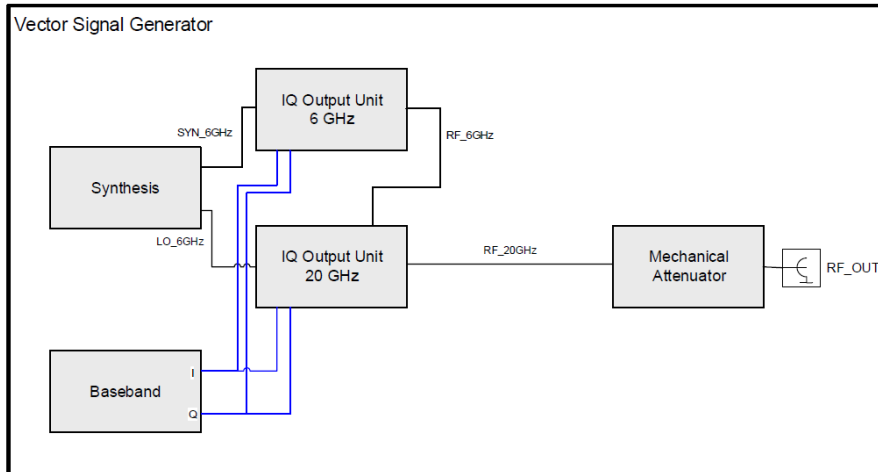 Vector Signal Generator
IQ Output Unit
6 GHz
SYN_6GHz
RF_6GHz
Synthesis
LO_6GHz
IQ Output Unit
20 GHz
RF_20GHz
Mechanical
Attenuator
RF_OUT
Baseband
I
Q